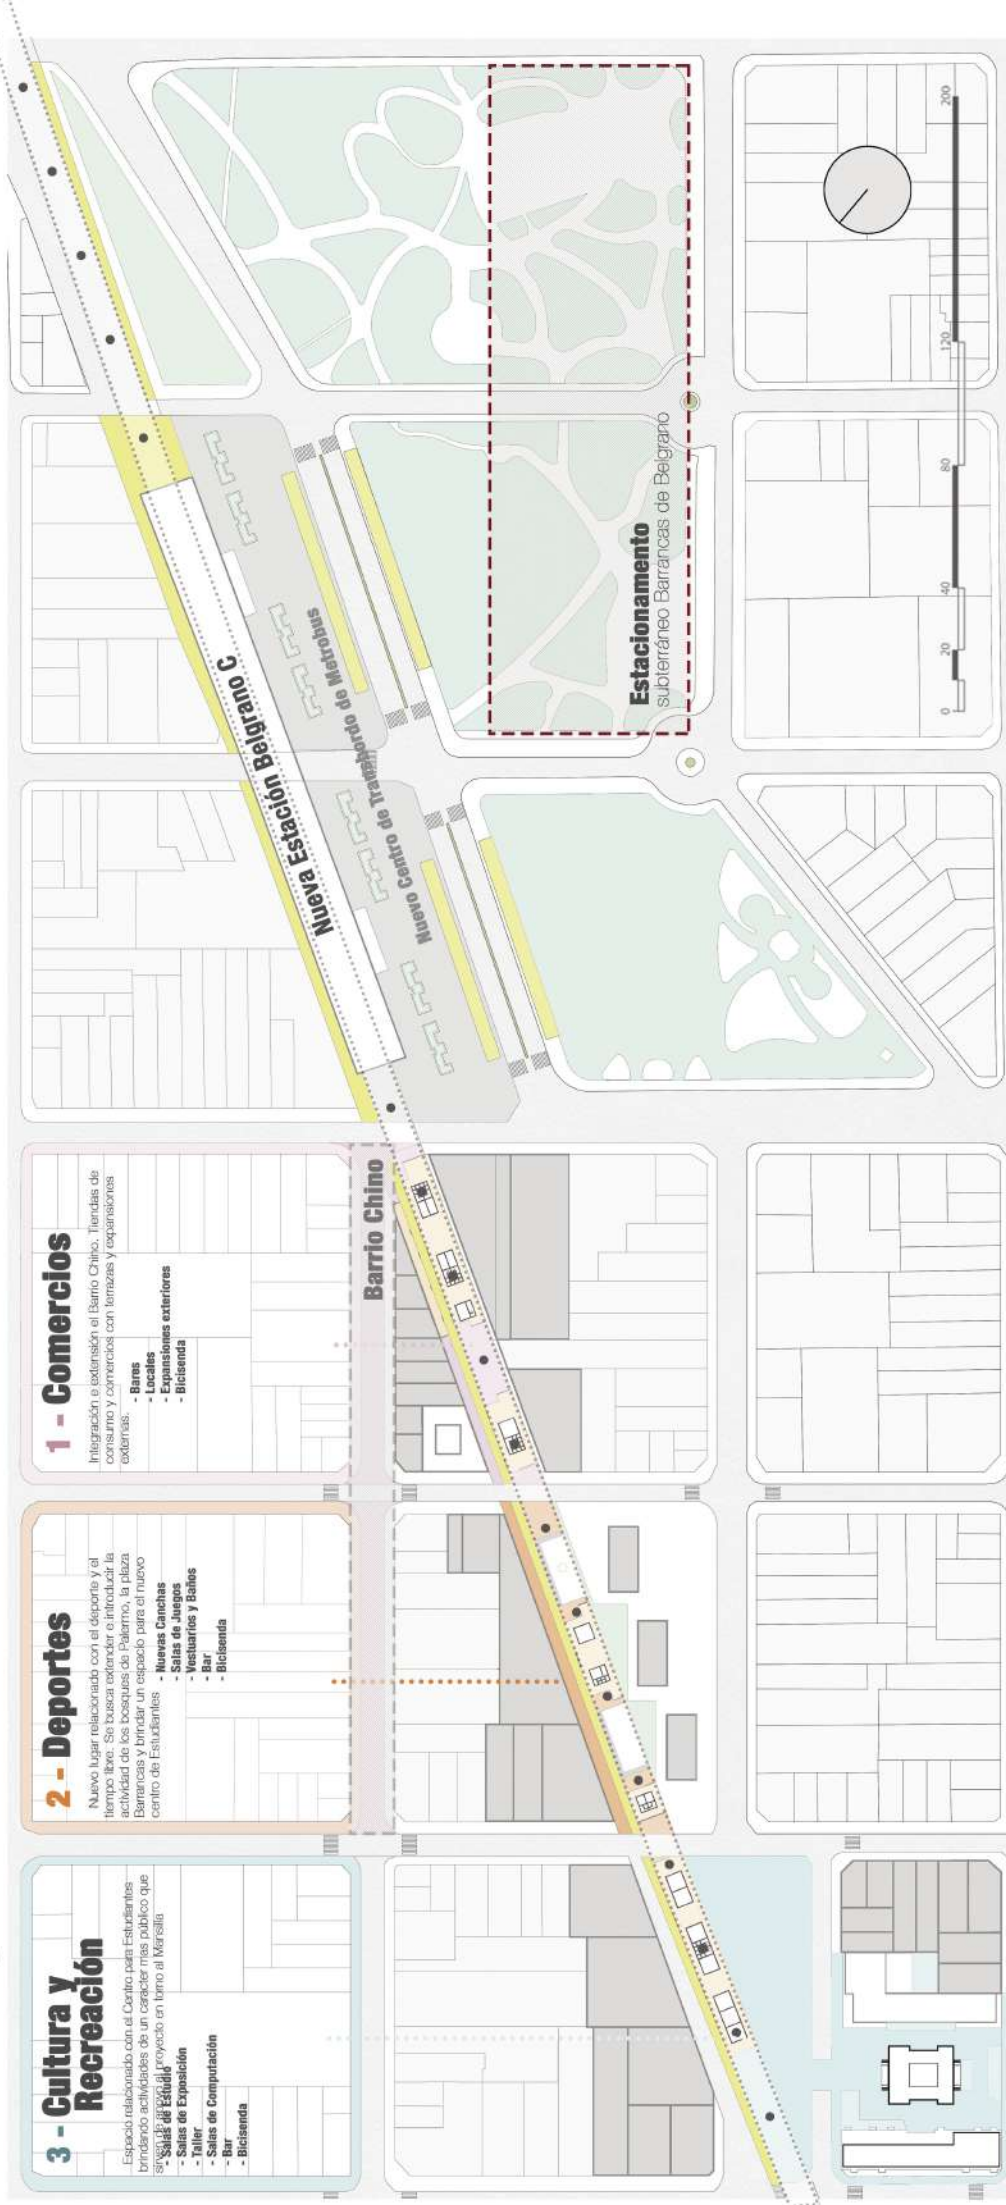 3 - Cultura y
Recreación
Espacio relacionado con el Centro para Estudiantes
brindando actividades de un caracter mas público que
sirven de apoyo al proyecto en torno al Mansilla
- Salas de Estudio
- Salas de Exposición
- Taller
- Salas de Computación
- Bar
- Bicisenda
2 - Deportes
Nuevo lugar relacionado con el deporte y el
tiempo libre. Se busca extender e introducir la
actividad de los bosques de Palermo, la plaza
Barrancas y brindar un espacio para el nuevo
centro de Estudiantes
- Nuevas Canchas
- Salas de Juegos
- Vestuarios y Baños
- Bar
- Bicisenda
1 - Comercios
Integración e extensión el Barrio Chino. Tiendas de
consumo y comercios con terrazas y expansiones
externas.
- Bares
- Locales
- Expansiones exteriores
- Bicisenda
Barrio Chino
Nueva Estación Belgrano C
Nuevo Centro de Transbordo de Metrobus
Estacionamento
subterráneo Barrancas de Belgrano
0 20 40 80 120 200